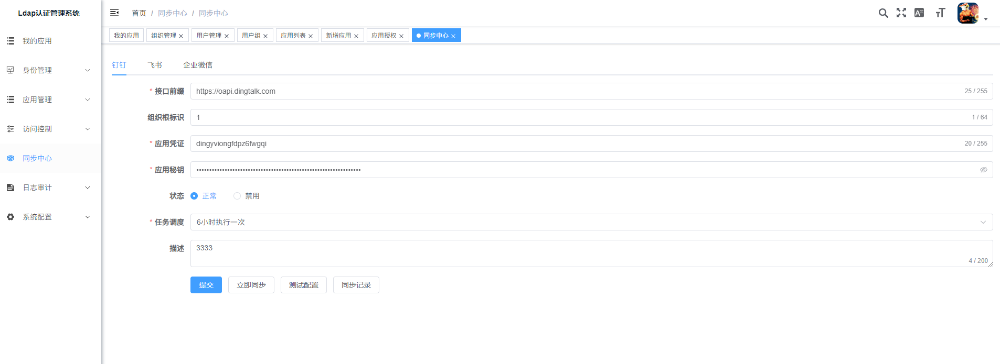 Ldap认证管理系统
我的应用
身份管理
应用管理
访问控制
同步中心
日志审计
系统配置
首页 / 同步中心 / 同步中心
我的应用 组织管理 用户管理 用户组 应用列表 新增应用 应用授权 同步中心
钉钉 飞书 企业微信
* 接口前缀 https://oapi.dingtalk.com 25 / 255
组织根标识 1 1 / 64
* 应用凭证 dingyviongfdpz6fwgqi 20 / 255
* 应用秘钥
状态 正常 禁用
* 任务调度 6小时执行一次
描述 3333 4 / 200
提交 立即同步 测试配置 同步记录